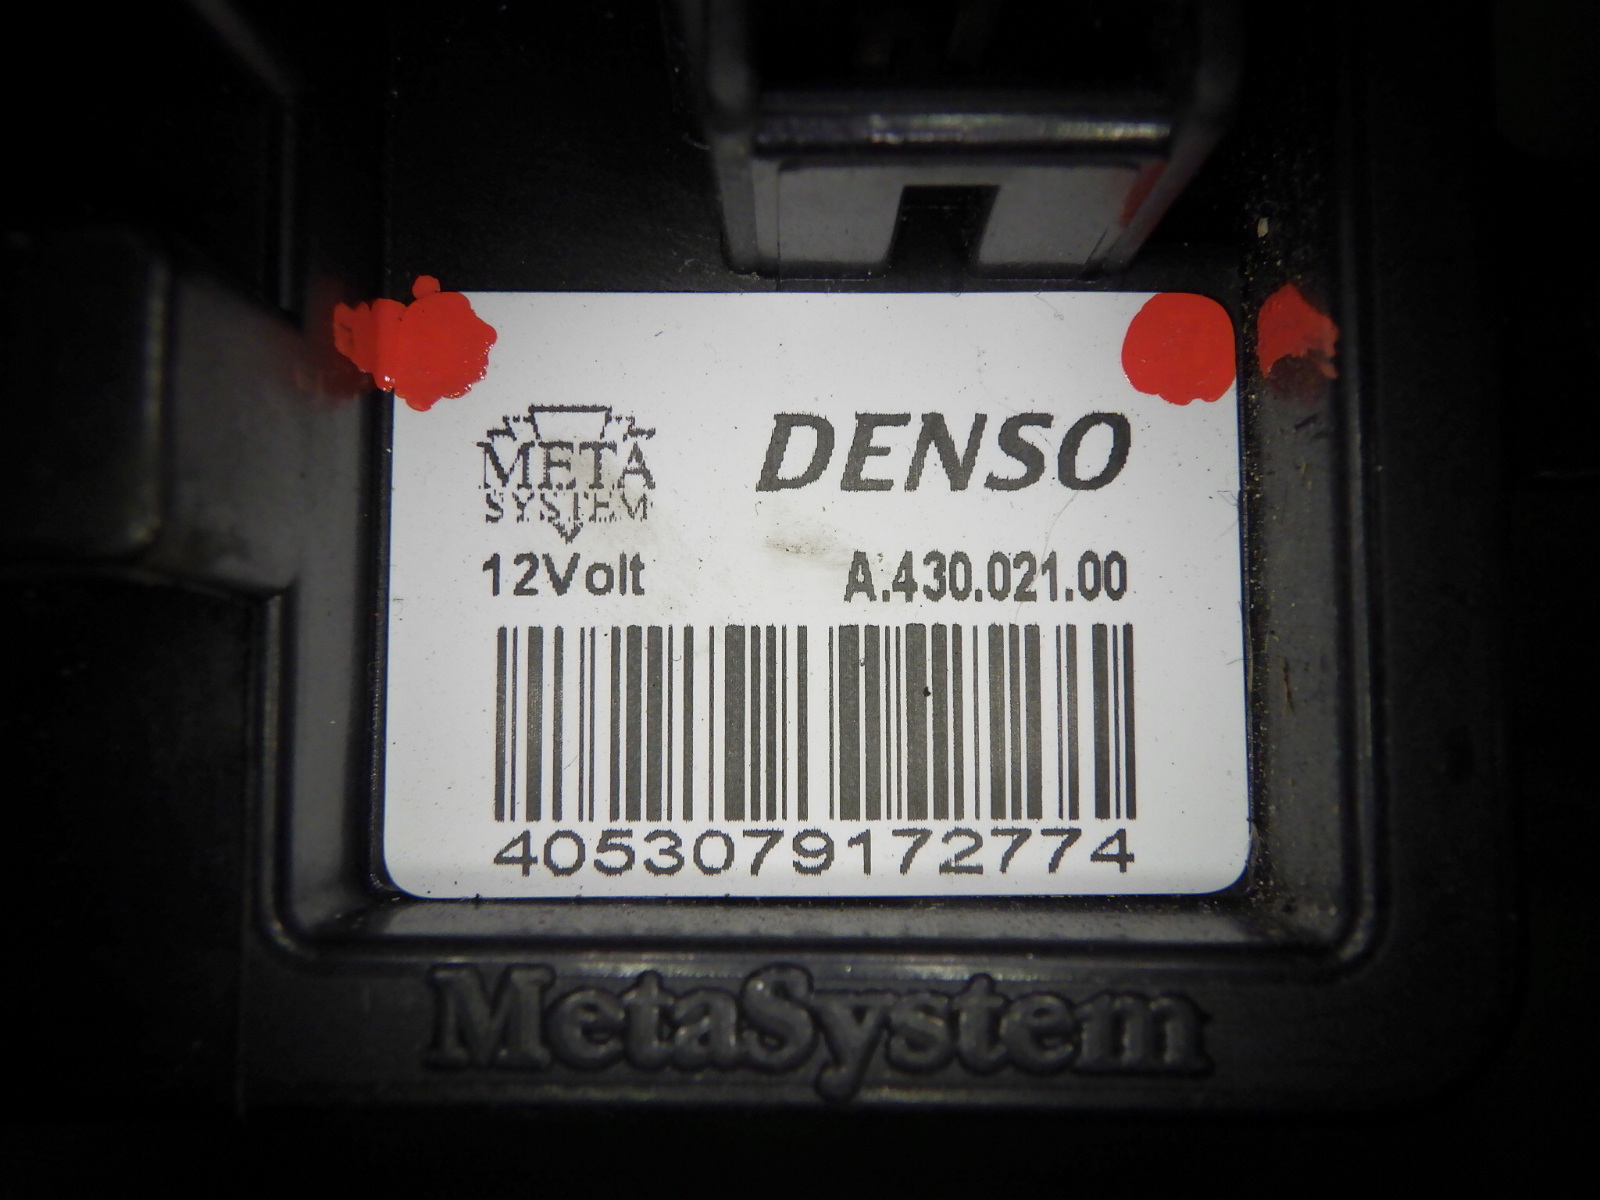 META
SYSTEM
DENSO
12Volt
A.430.021.00
4053079172774
MetaSystem